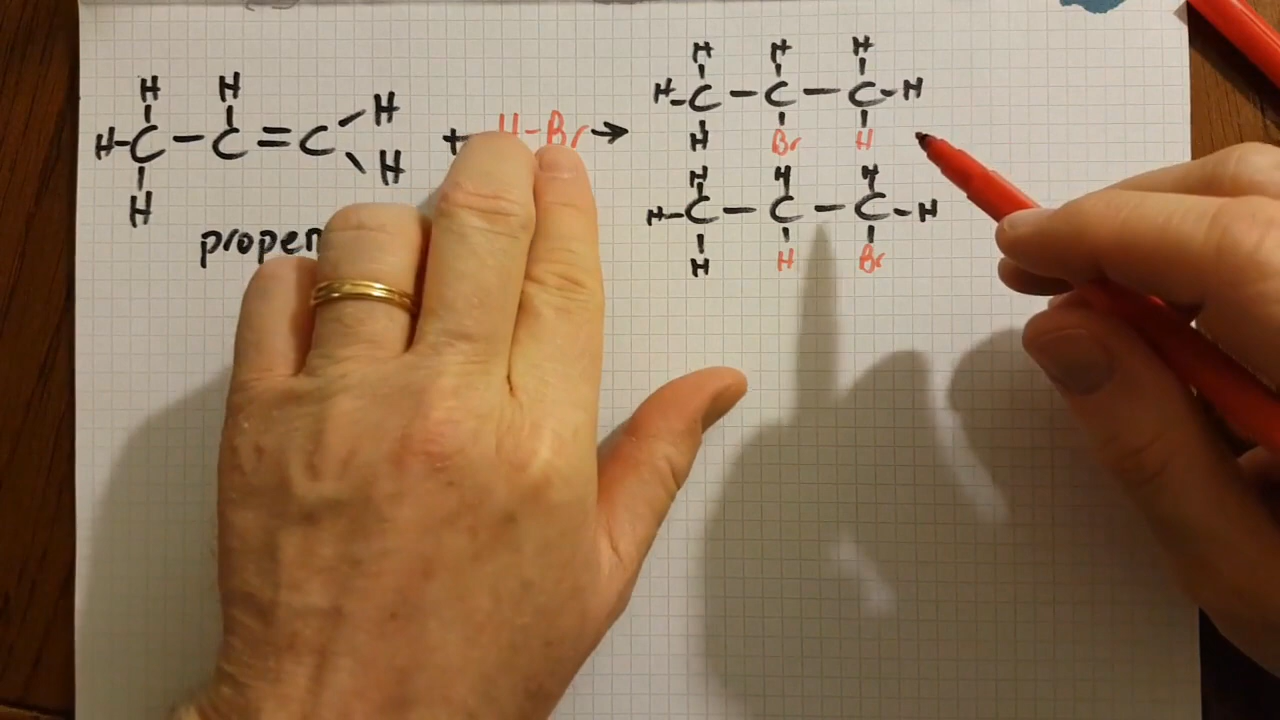 H H H H H
H H-C-C-C-H
H-C-C=C + H-Br → H Br H
H H H H
H H-C-C-C-H
propen H H Br